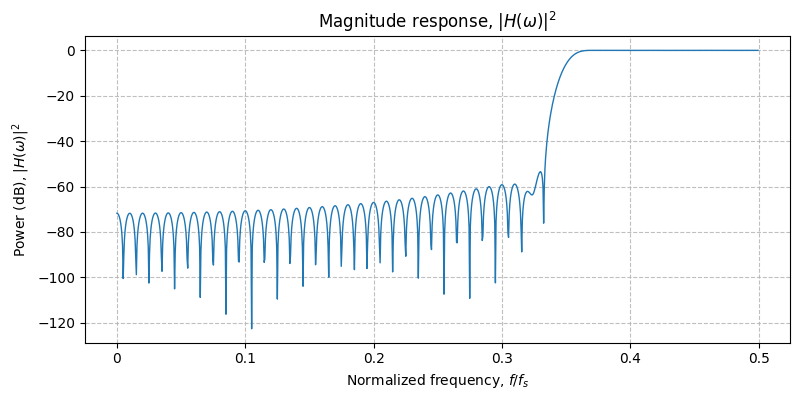 Magnitude response, |H(ω)|²
Power (dB), |H(ω)|²
0
−20
−40
−60
−80
−100
−120
0 0.1 0.2 0.3 0.4 0.5
Normalized frequency, f/fₛ